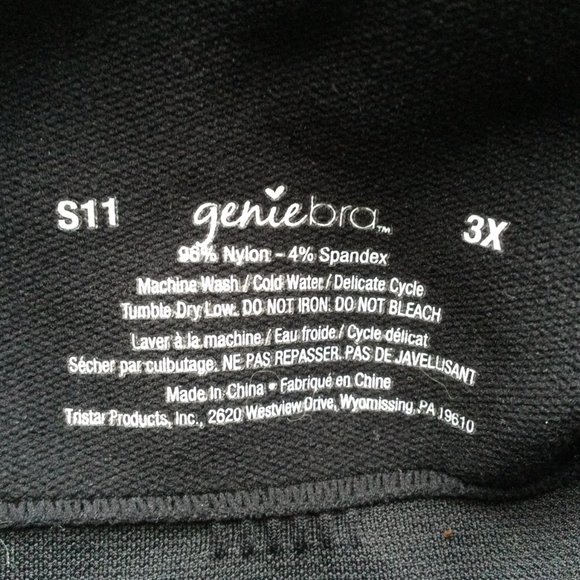 S11 geniebra™ 3X
96% Nylon - 4% Spandex
Machine Wash / Cold Water / Delicate Cycle
Tumble Dry Low. DO NOT IRON. DO NOT BLEACH
Laver à la machine / Eau froide / Cycle délicat
Sécher par culbutage. NE PAS REPASSER. PAS DE JAVELLISANT
Made In China • Fabriqué en Chine
Tristar Products, Inc., 2620 Westview Drive, Wyomissing, PA 19610